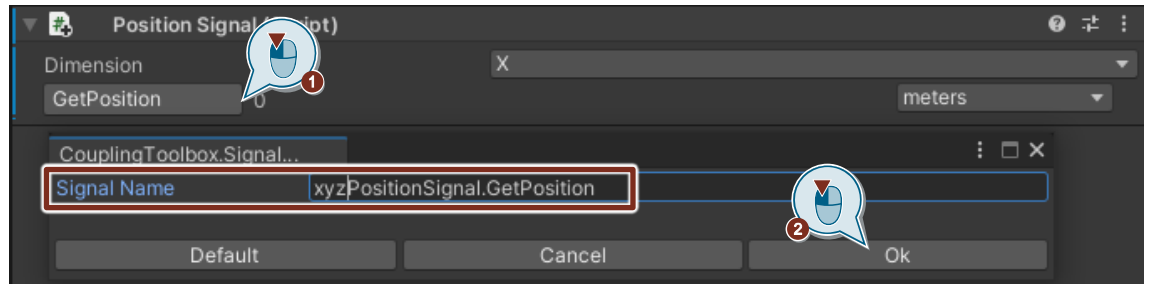 Position Signal (Script)
Dimension X
GetPosition 0 meters
1
CouplingToolbox.Signal...
Signal Name xyzPositionSignal.GetPosition
2
Default Cancel Ok